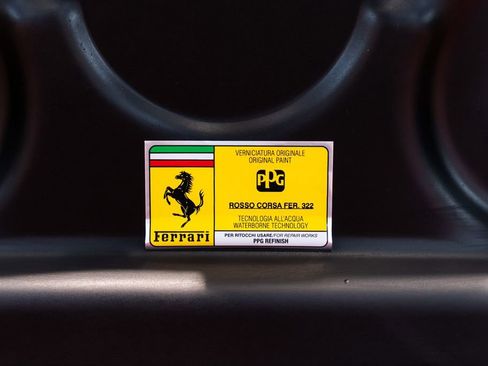 VERNICIATURA ORIGINALE
ORIGINAL PAINT
PPG
ROSSO CORSA FER. 322
TECNOLOGIA ALL'ACQUA
WATERBORNE TECHNOLOGY
Ferrari
PER RITOCCHI USARE/FOR REPAIR WORKS
PPG REFINISH